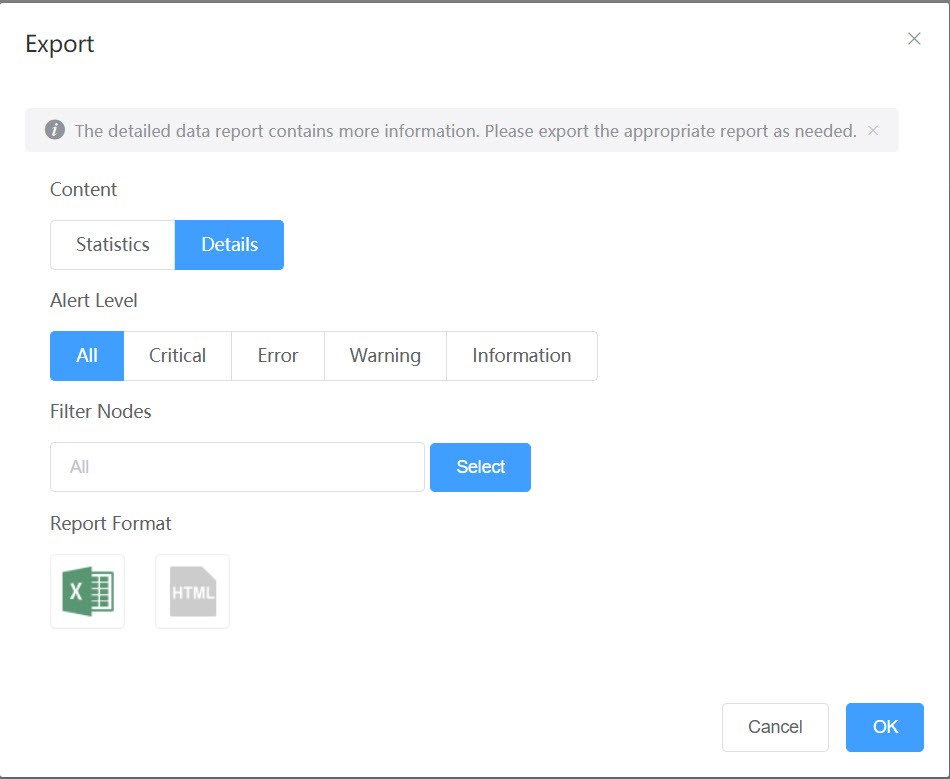 Export
The detailed data report contains more information. Please export the appropriate report as needed.
Content
Statistics Details
Alert Level
All Critical Error Warning Information
Filter Nodes
All Select
Report Format
X HTML
Cancel OK